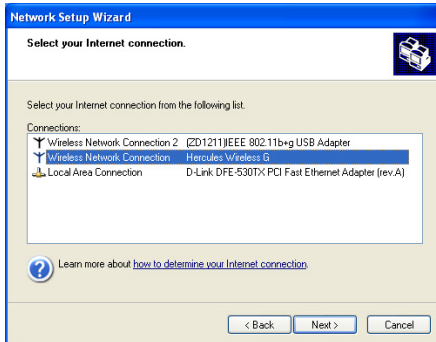 Network Setup Wizard
Select your Internet connection.
Select your Internet connection from the following list.
Connections:
Wireless Network Connection 2 (ZD1211)IEEE 802.11b+g USB Adapter
Wireless Network Connection Hercules Wireless G
Local Area Connection D-Link DFE-530TX PCI Fast Ethernet Adapter (rev.A)
Learn more about how to determine your Internet connection.
< Back Next > Cancel